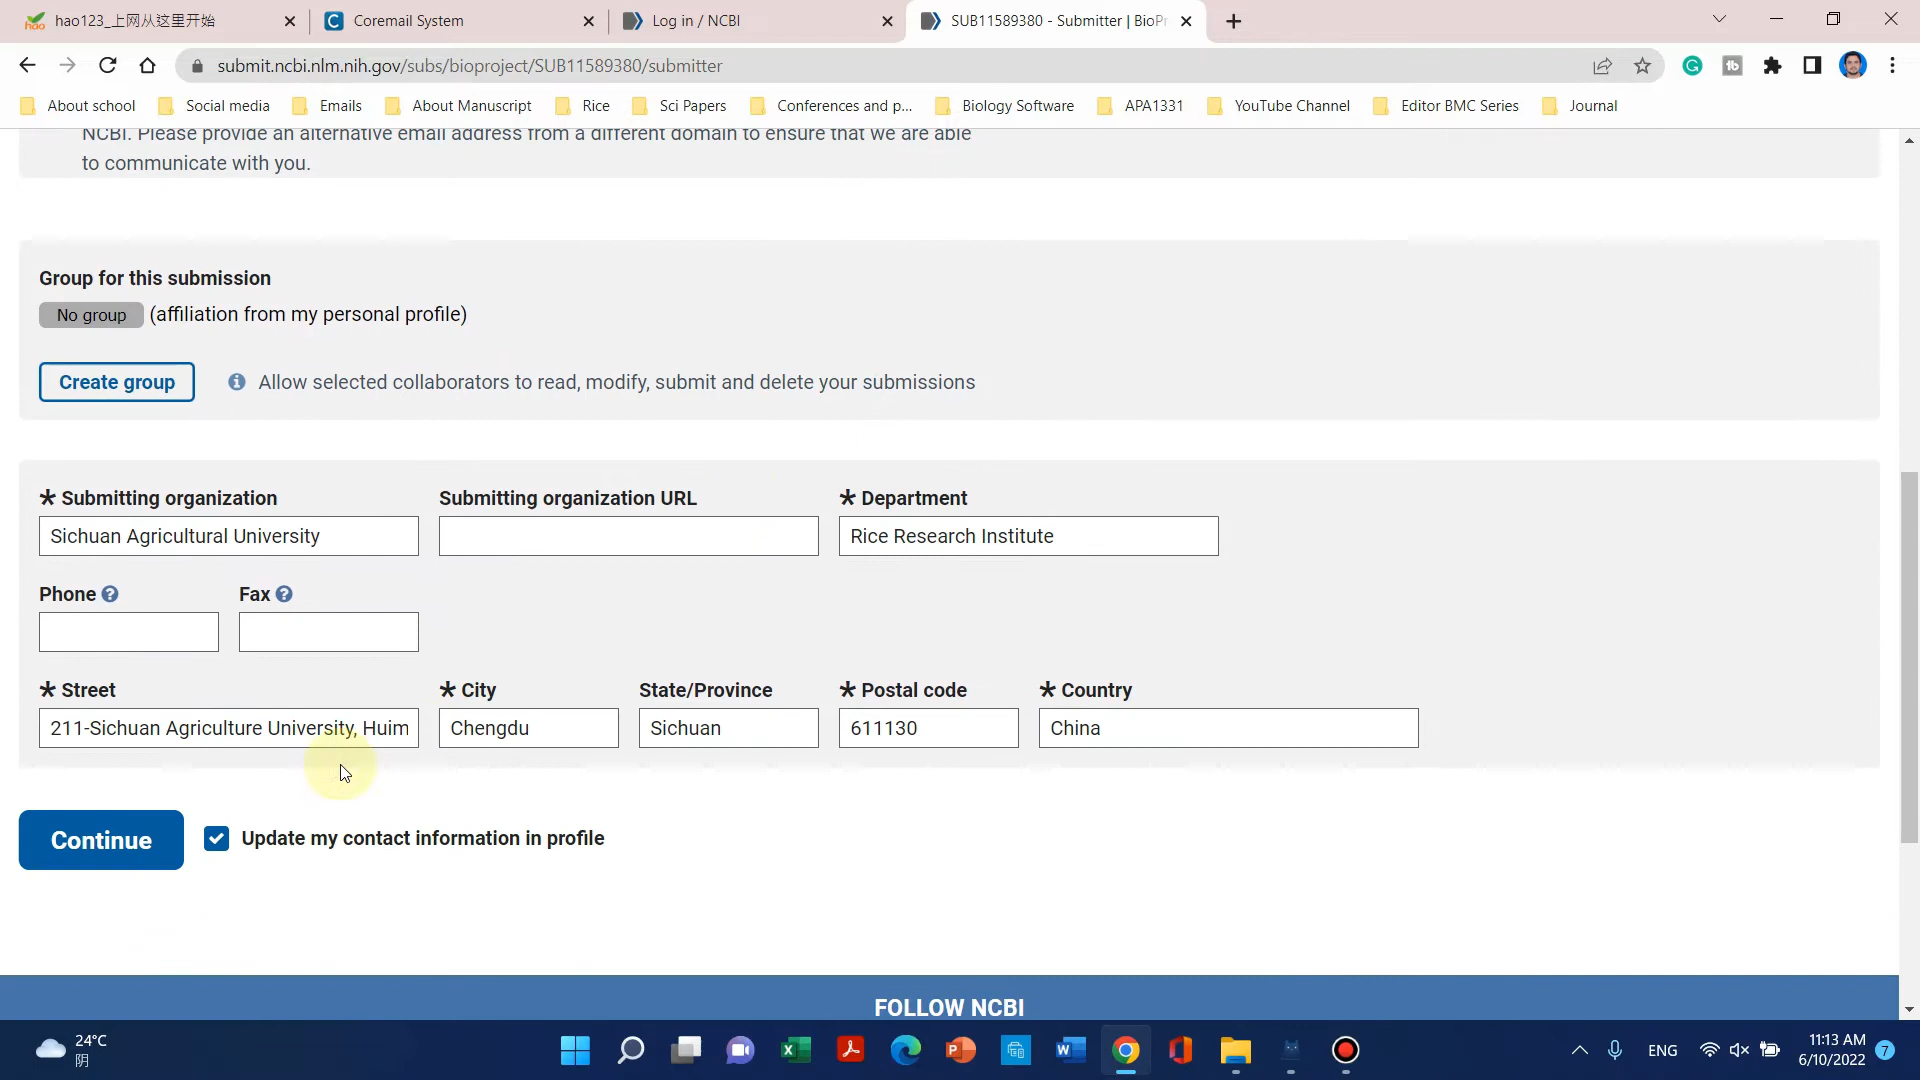 hao123_上网从这里开始
Coremail System
Log in / NCBI
SUB11589380 - Submitter | BioPr
submit.ncbi.nlm.nih.gov/subs/bioproject/SUB11589380/submitter
About school
Social media
Emails
About Manuscript
Rice
Sci Papers
Conferences and p...
Biology Software
APA1331
YouTube Channel
Editor BMC Series
Journal
NCBI. Please provide an alternative email address from a different domain to ensure that we are able
to communicate with you.
Group for this submission
No group (affiliation from my personal profile)
Create group
Allow selected collaborators to read, modify, submit and delete your submissions
* Submitting organization
Submitting organization URL
* Department
Sichuan Agricultural University
Rice Research Institute
Phone ?
Fax ?
* Street
* City
State/Province
* Postal code
* Country
211-Sichuan Agriculture University, Huim
Chengdu
Sichuan
611130
China
Continue
Update my contact information in profile
FOLLOW NCBI
24°C
阴
ENG
11:13 AM
6/10/2022
7